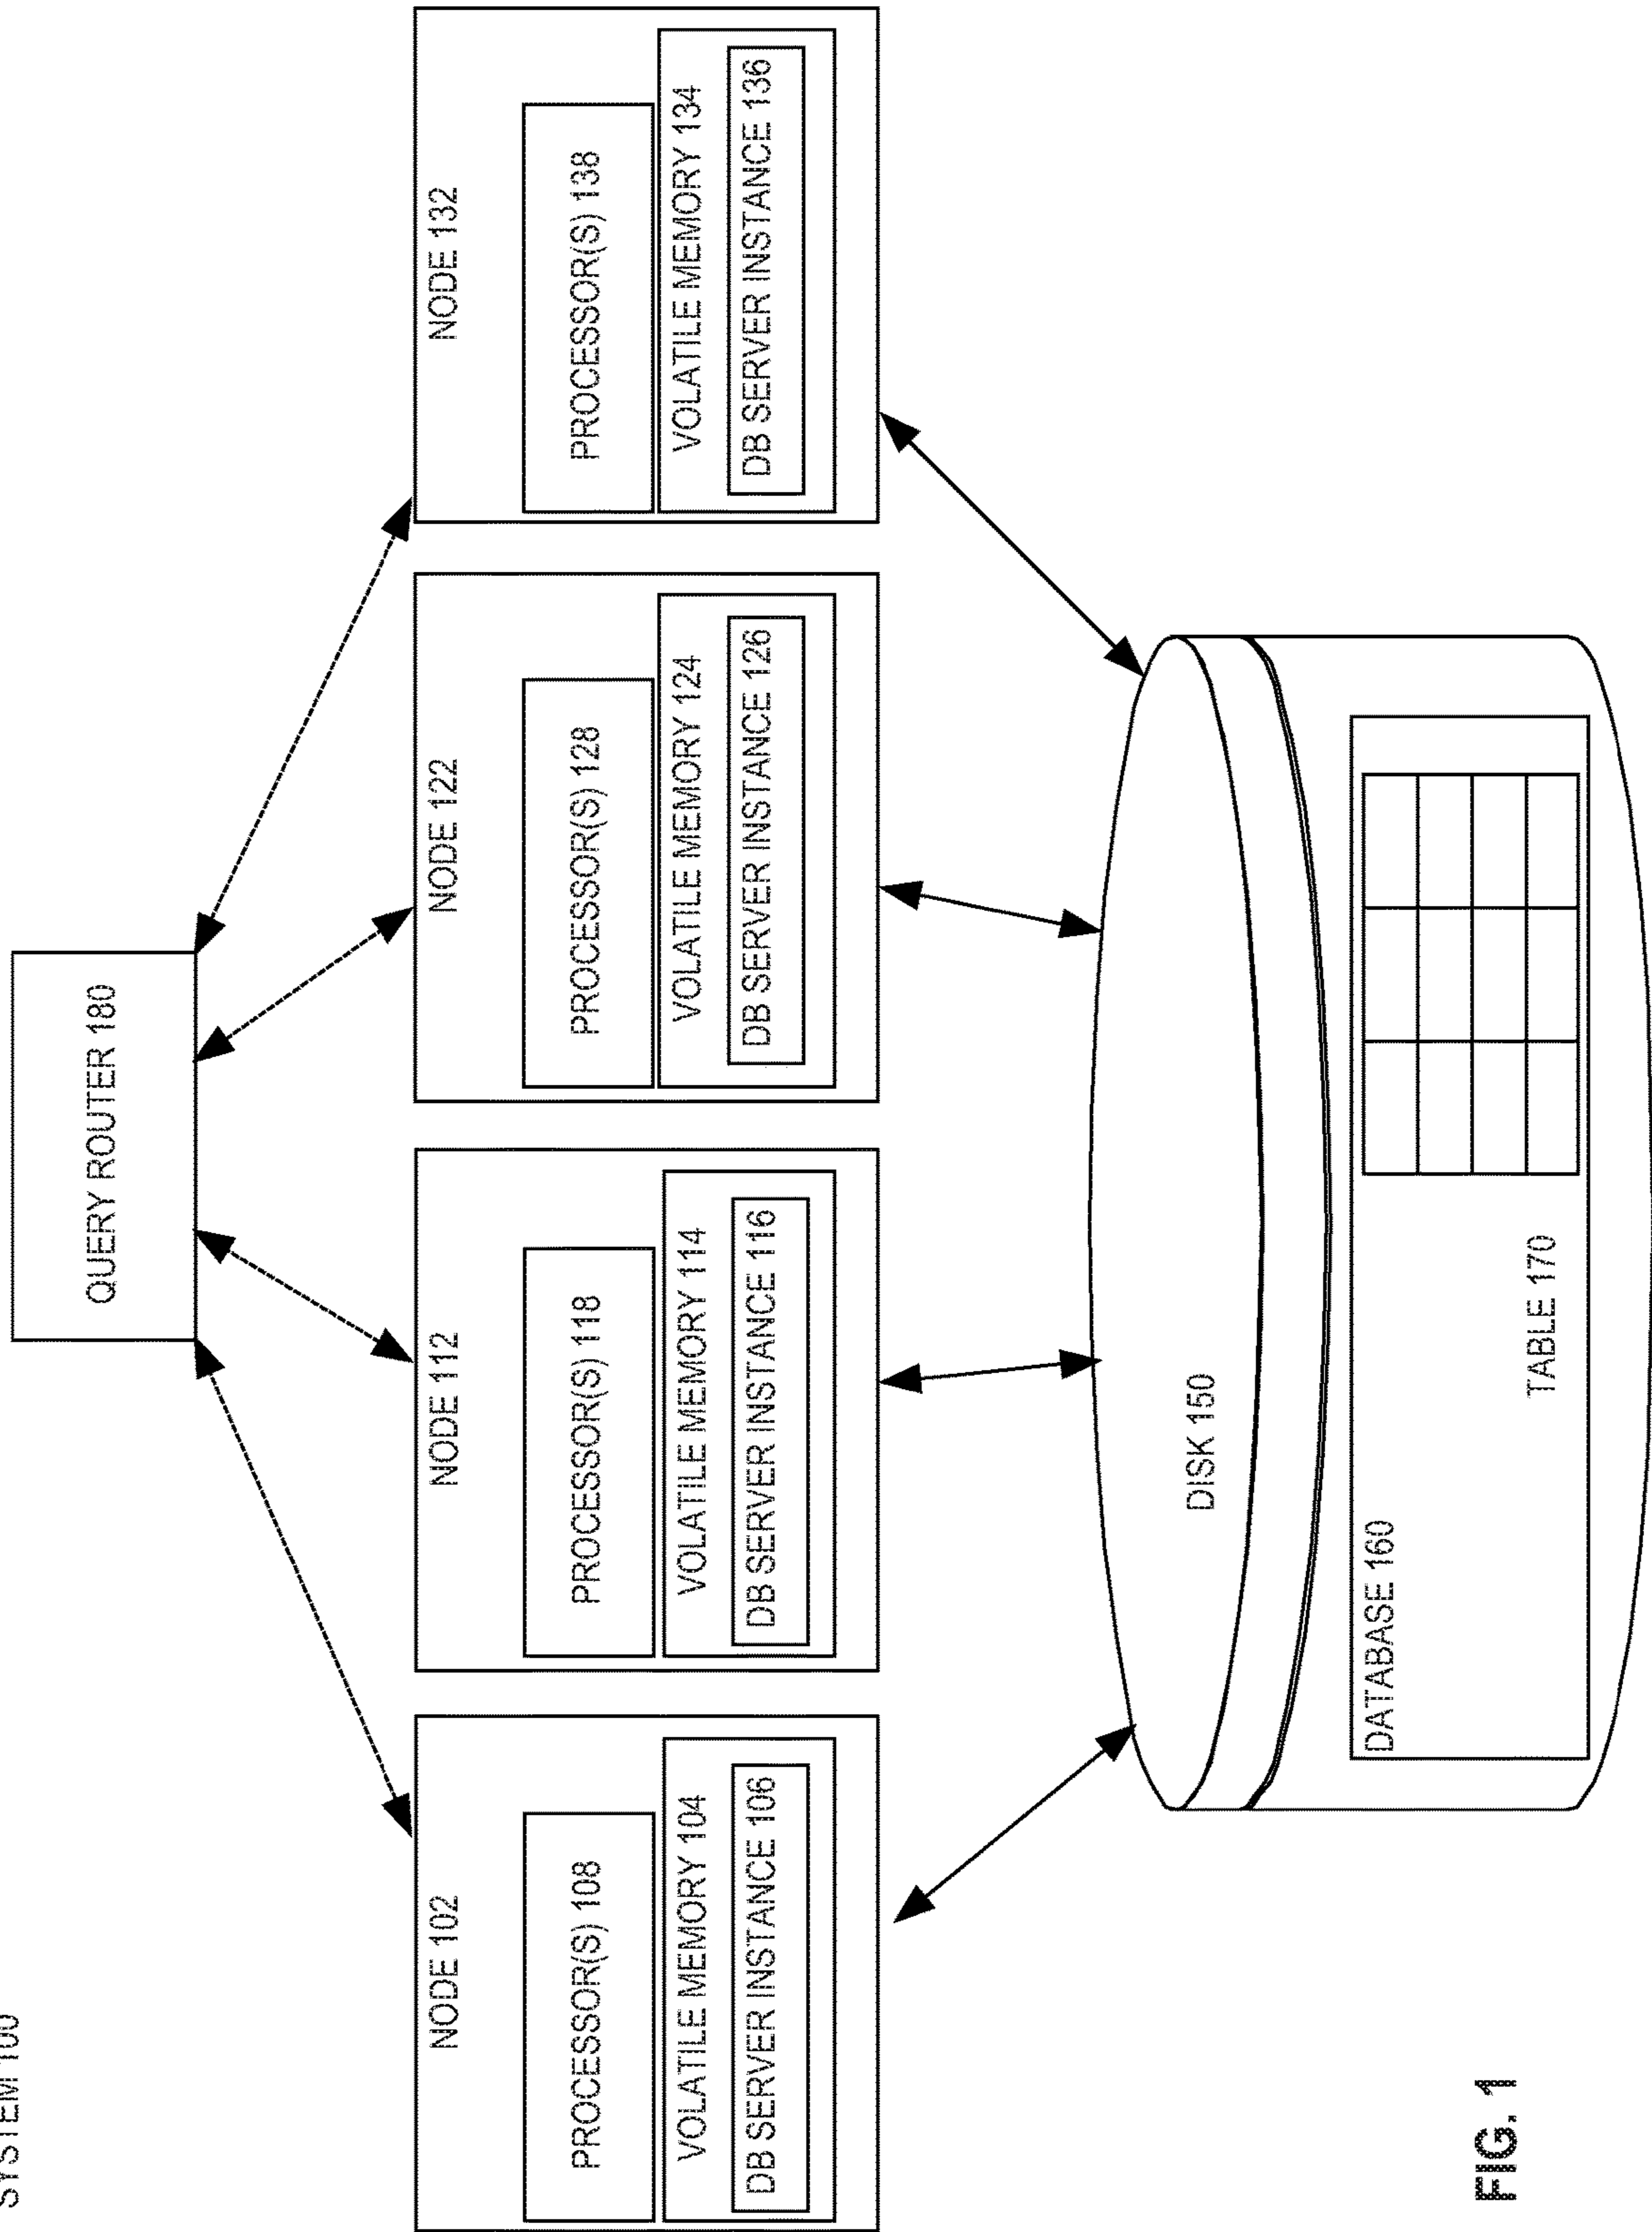 SYSTEM 100
QUERY ROUTER 180
NODE 102
PROCESSOR(S) 108
VOLATILE MEMORY 104
DB SERVER INSTANCE 106
NODE 112
PROCESSOR(S) 118
VOLATILE MEMORY 114
DB SERVER INSTANCE 116
NODE 122
PROCESSOR(S) 128
VOLATILE MEMORY 124
DB SERVER INSTANCE 126
NODE 132
PROCESSOR(S) 138
VOLATILE MEMORY 134
DB SERVER INSTANCE 136
DISK 150
DATABASE 160
TABLE 170
FIG. 1